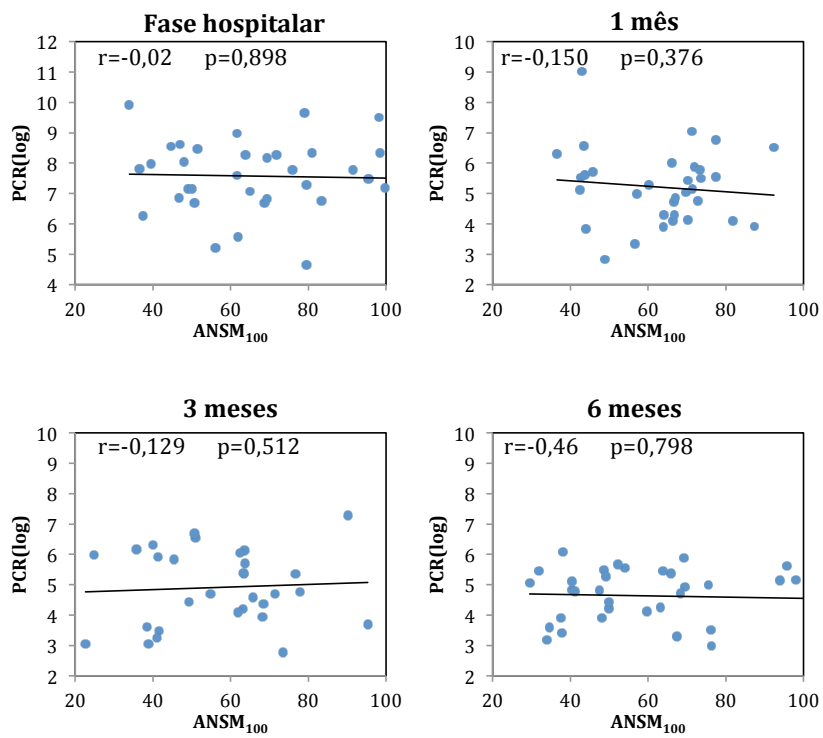 Fase hospitalar
r=-0,02 p=0,898
PCR(log)
12
11
10
9
8
7
6
5
4
20 40 60 80 100
ANSM100
1 mês
r=-0,150 p=0,376
PCR(log)
10
9
8
7
6
5
4
3
2
20 40 60 80 100
ANSM100
3 meses
r=-0,129 p=0,512
PCR(log)
10
9
8
7
6
5
4
3
2
20 40 60 80 100
ANSM100
6 meses
r=-0,46 p=0,798
PCR(log)
10
9
8
7
6
5
4
3
2
20 40 60 80 100
ANSM100